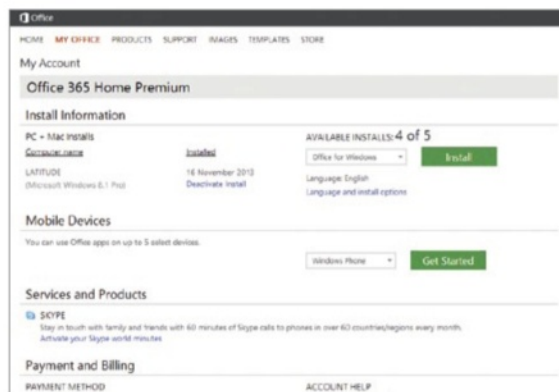 Office
HOME MY OFFICE PRODUCTS SUPPORT IMAGES TEMPLATES STORE
My Account
Office 365 Home Premium
Install Information
PC + Mac Installs
AVAILABLE INSTALLS: 4 of 5
Computer name Installed
Office for Windows
Install
LATITUDE
16 November 2013
Language: English
(Microsoft Windows 8.1 Pro)
Deactivate Install
Language and install options
Mobile Devices
You can use Office apps on up to 5 select devices.
Windows Phone
Get Started
Services and Products
SKYPE
Stay in touch with family and friends with 60 minutes of Skype calls to phones in over 60 countries/regions every month.
Activate your Skype world minutes
Payment and Billing
PAYMENT METHOD
ACCOUNT HELP